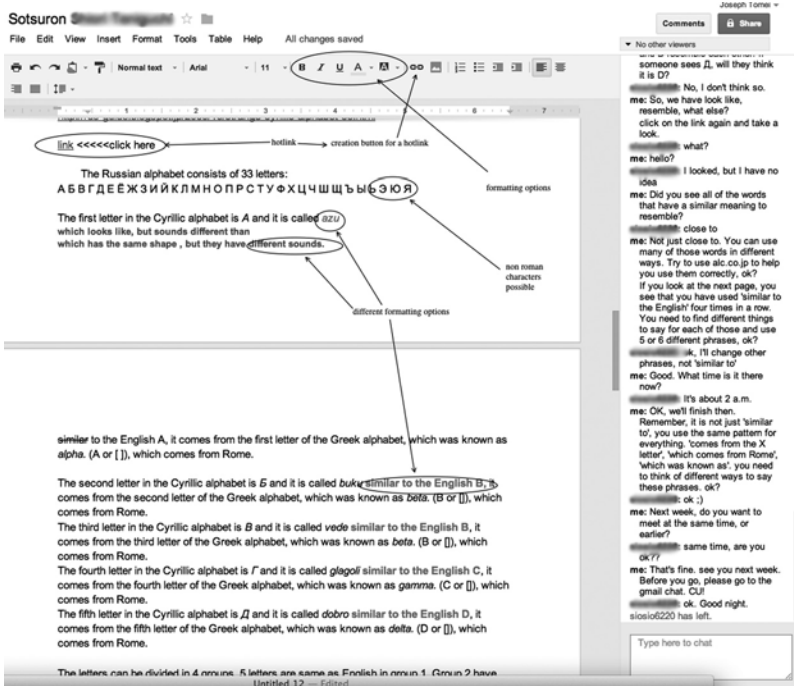 Joseph Tomei
Sotsuron
Comments
Share
File Edit View Insert Format Tools Table Help All changes saved
No other viewers
Normal text Arial 11 B I U A A
1 2 3 4 5 6 7
link <<<<<click here
hotlink
creation button for a hotlink
formatting options
The Russian alphabet consists of 33 letters:
А Б В Г Д Е Ё Ж З И Й К Л М Н О П Р С Т У Ф Х Ц Ч Ш Щ Ъ Ы Ь Э Ю Я
The first letter in the Cyrillic alphabet is A and it is called azu
which looks like, but sounds different than
which has the same shape , but they have different sounds.
non roman
characters
possible
different formatting options
similar to the English A, it comes from the first letter of the Greek alphabet, which was known as
alpha. (A or [ ]), which comes from Rome.
The second letter in the Cyrillic alphabet is Б and it is called buku similar to the English B, it
comes from the second letter of the Greek alphabet, which was known as beta. (B or []), which
comes from Rome.
The third letter in the Cyrillic alphabet is В and it is called vede similar to the English B, it
comes from the third letter of the Greek alphabet, which was known as beta. (B or []), which
comes from Rome.
The fourth letter in the Cyrillic alphabet is Г and it is called glagoli similar to the English C, it
comes from the fourth letter of the Greek alphabet, which was known as gamma. (C or []), which
comes from Rome.
The fifth letter in the Cyrillic alphabet is Д and it is called dobro similar to the English D, it
comes from the fifth letter of the Greek alphabet, which was known as delta. (D or []), which
comes from Rome.
The letters can be divided in 4 groups. 5 letters are same as English in group 1. Group 2 have
Untitled 12 — Edited
someone sees Д, will they think
it is D?
: No, I don't think so.
me: So, we have look like,
resemble, what else?
click on the link again and take a
look.
: what?
me: hello?
: I looked, but I have no
idea
me: Did you see all of the words
that have a similar meaning to
resemble?
: close to
me: Not just close to. You can use
many of those words in different
ways. Try to use alc.co.jp to help
you use them correctly, ok?
If you look at the next page, you
see that you have used 'similar to
the English' four times in a row.
You need to find different things
to say for each of those and use
5 or 6 different phrases, ok?
ok, I'll change other
phrases, not 'similar to'
me: Good. What time is it there
now?
: It's about 2 a.m.
me: OK, we'll finish then.
Remember, it is not just 'similar
to', you use the same pattern for
everything. 'comes from the X
letter', 'which comes from Rome',
'which was known as'. you need
to think of different ways to say
these phrases. ok?
: ok ;)
me: Next week, do you want to
meet at the same time, or
earlier?
: same time, are you
ok??
me: That's fine. see you next week.
Before you go, please go to the
gmail chat. CU!
: ok. Good night.
siosio6220 has left.
Type here to chat